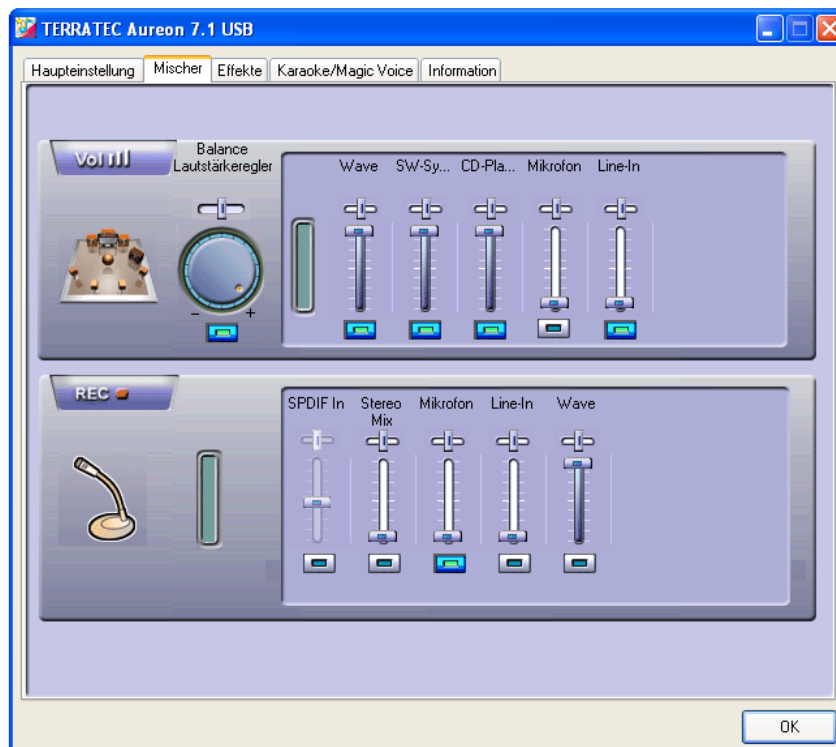 TERRATEC Aureon 7.1 USB
Haupteinstellung Mischer Effekte Karaoke/Magic Voice Information
Vol
Balance
Lautstärkeregler
Wave SW-Sy... CD-Pla... Mikrofon Line-In
- +
REC
SPDIF In Stereo Mikrofon Line-In Wave
Mix
OK